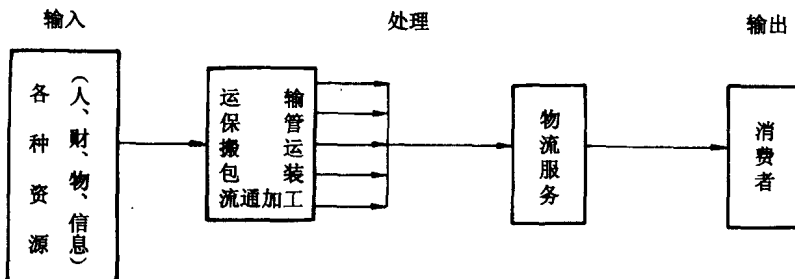 输入
处理
输出
各种资源
（人、财、物、信息）
运输
保管
搬运
包装
流通加工
物流服务
消费者